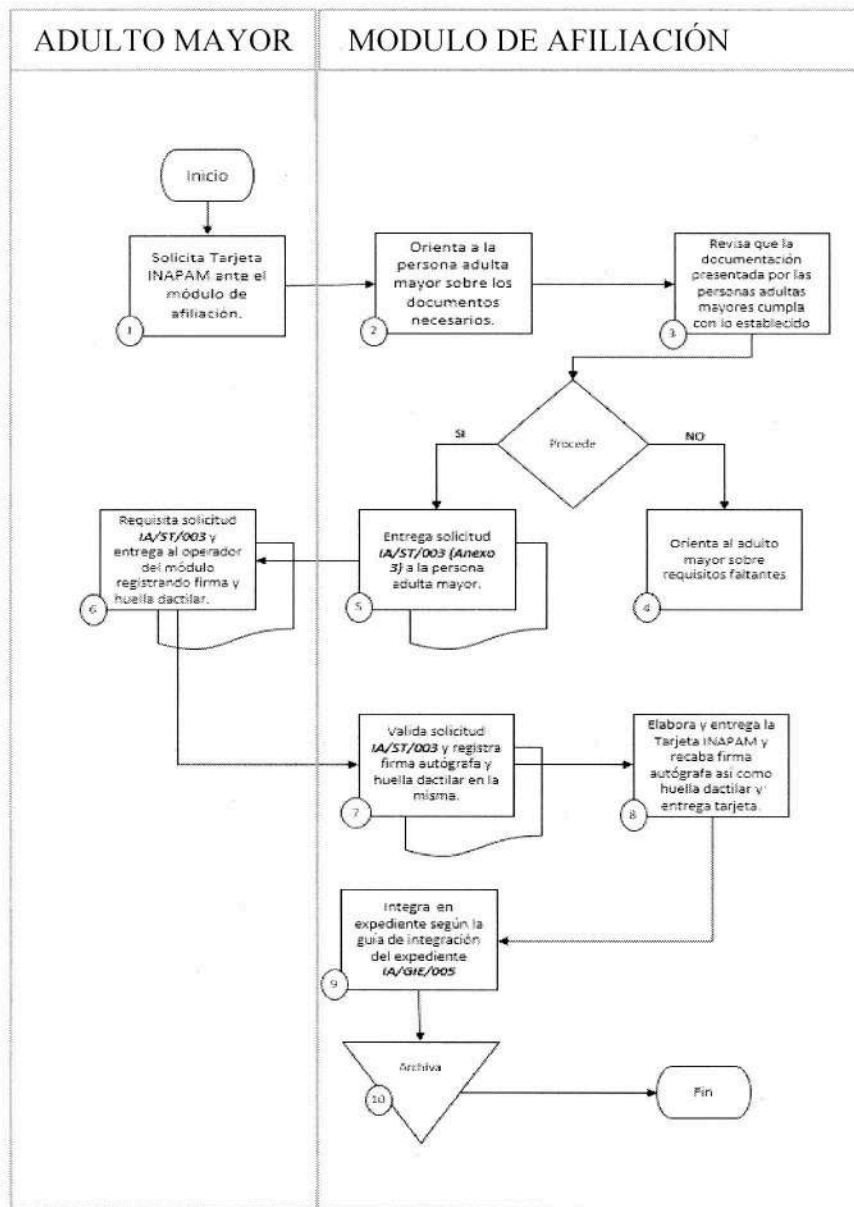 ADULTO MAYOR
MODULO DE AFILIACIÓN
Inicio
Solicita Tarjeta
INAPAM ante el
módulo de
afiliación.
1
Orienta a la
persona adulta
mayor sobre los
documentos
necesarios.
2
Revisa que la
documentación
presentada por las
personas adultas
mayores cumpla
con lo establecido
3
Procede
SI
NO
Orienta al adulto
mayor sobre
requisitos faltantes
4
Entrega solicitud
IA/ST/003 (Anexo
3) a la persona
adulta mayor.
5
Requisita solicitud
IA/ST/003 y
entrega al operador
del módulo
registrando firma y
huella dactilar.
6
Valida solicitud
IA/ST/003 y registra
firma autógrafa y
huella dactilar en la
misma.
7
Elabora y entrega la
Tarjeta INAPAM y
recaba firma
autógrafa así como
huella dactilar y
entrega tarjeta.
8
Integra en
expediente según la
guía de integración
del expediente
IA/GIE/005
9
Archiva
10
Fin